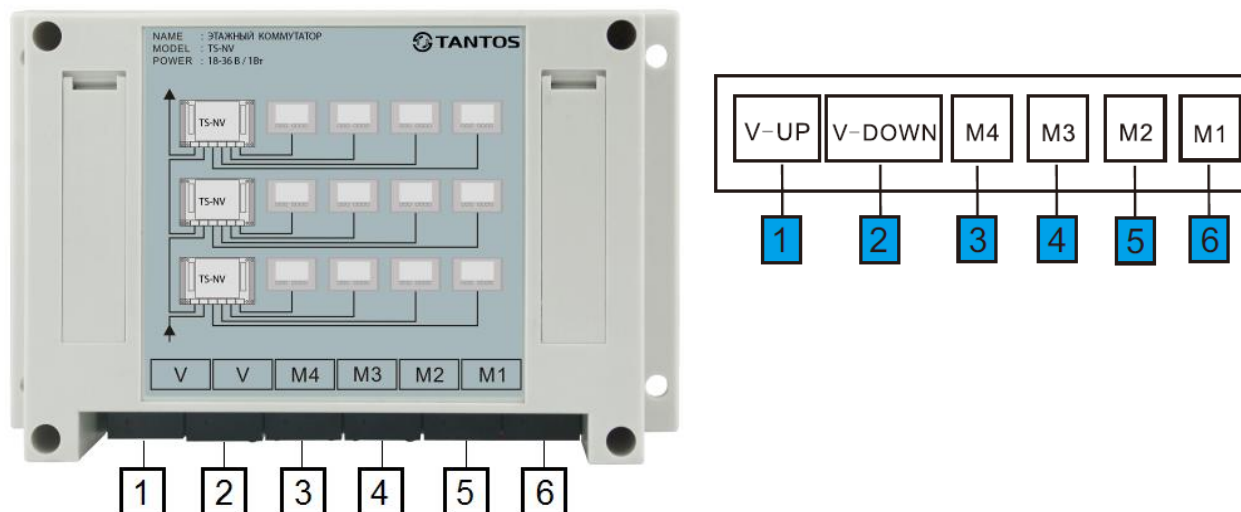 NAME : ЭТАЖНЫЙ КОММУТАТОР
MODEL : TS-NV
POWER : 18-36 В / 1Вт
TANTOS
TS-NV
TS-NV
TS-NV
V V M4 M3 M2 M1
1 2 3 4 5 6
V-UP V-DOWN M4 M3 M2 M1
1 2 3 4 5 6